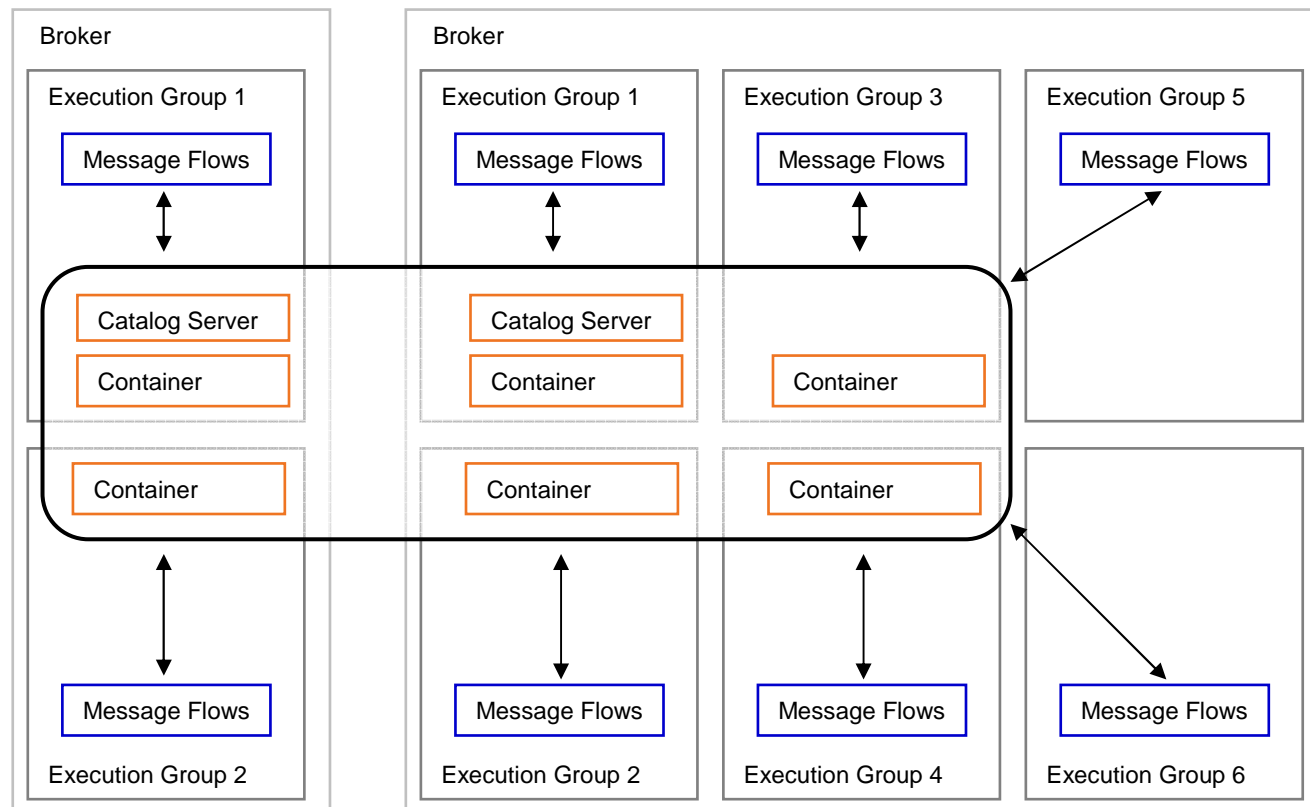 Broker
Broker
Execution Group 1
Execution Group 1
Execution Group 3
Execution Group 5
Message Flows
Message Flows
Message Flows
Message Flows
Catalog Server
Catalog Server
Container
Container
Container
Container
Container
Container
Message Flows
Message Flows
Message Flows
Message Flows
Execution Group 2
Execution Group 2
Execution Group 4
Execution Group 6